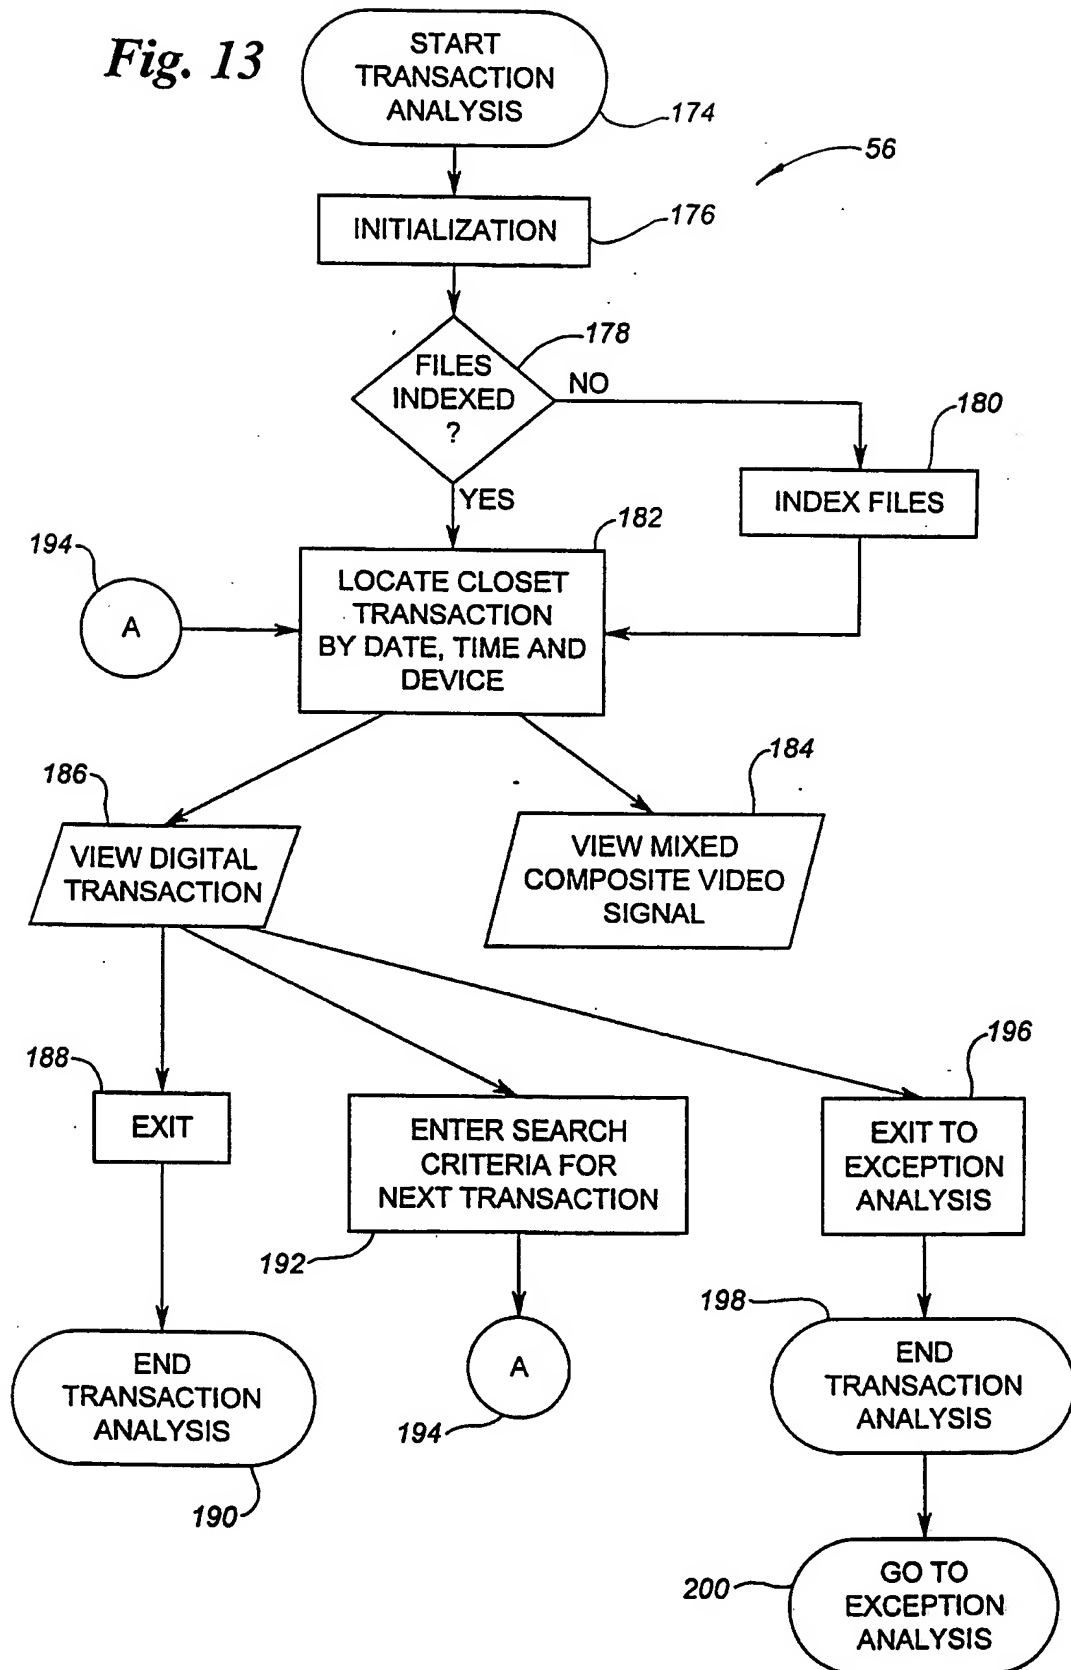 Fig. 13
START
TRANSACTION
ANALYSIS
174
56
INITIALIZATION
176
178
FILES
INDEXED
?
NO
180
INDEX FILES
YES
182
194
A
LOCATE CLOSET
TRANSACTION
BY DATE, TIME AND
DEVICE
186
184
VIEW DIGITAL
TRANSACTION
VIEW MIXED
COMPOSITE VIDEO
SIGNAL
188
196
EXIT
ENTER SEARCH
CRITERIA FOR
NEXT TRANSACTION
EXIT TO
EXCEPTION
ANALYSIS
192
198
END
TRANSACTION
ANALYSIS
A
END
TRANSACTION
ANALYSIS
194
190
200
GO TO
EXCEPTION
ANALYSIS